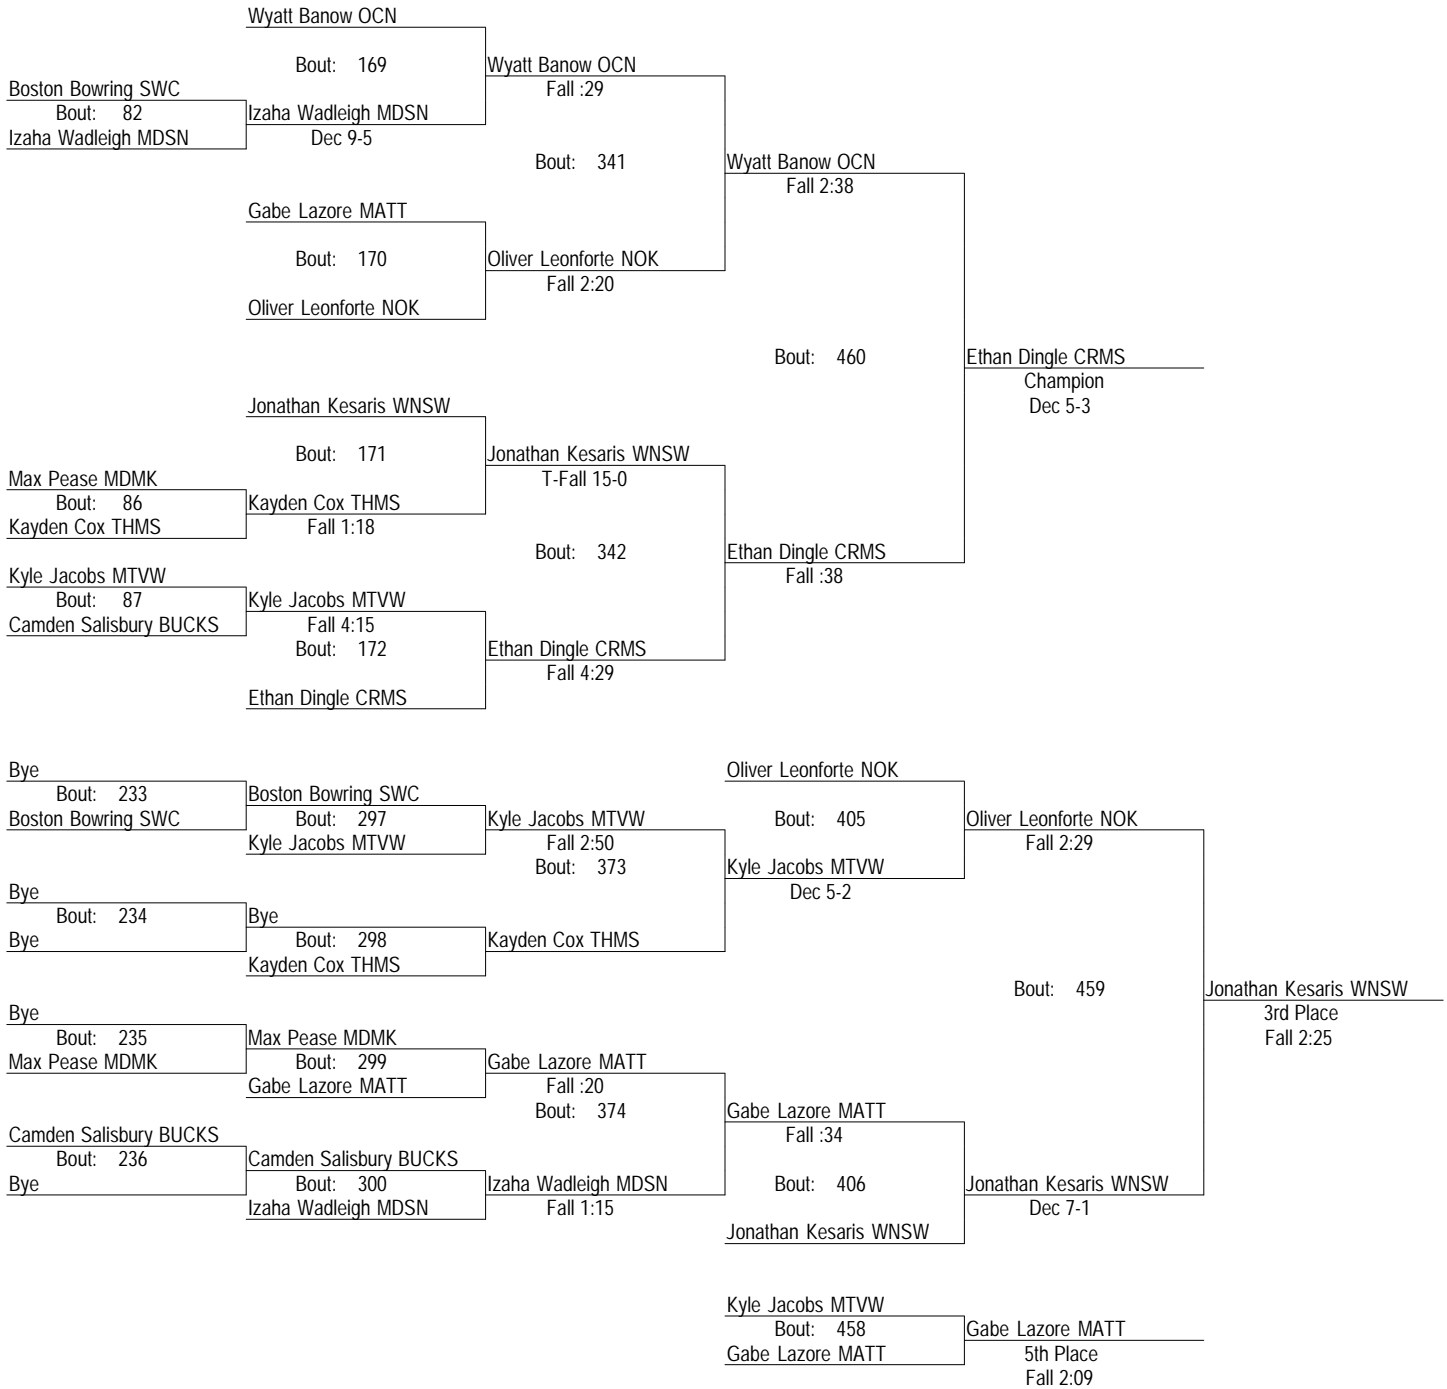 Wyatt Banow OCN
Bout: 169
Wyatt Banow OCN
Fall :29
Boston Bowring SWC
Bout: 82
Izaha Wadleigh MDSN
Izaha Wadleigh MDSN
Dec 9-5
Bout: 341
Wyatt Banow OCN
Fall 2:38
Gabe Lazore MATT
Bout: 170
Oliver Leonforte NOK
Fall 2:20
Oliver Leonforte NOK
Bout: 460
Ethan Dingle CRMS
Champion
Dec 5-3
Jonathan Kesaris WNSW
Bout: 171
Jonathan Kesaris WNSW
T-Fall 15-0
Max Pease MDMK
Bout: 86
Kayden Cox THMS
Kayden Cox THMS
Fall 1:18
Bout: 342
Ethan Dingle CRMS
Fall :38
Kyle Jacobs MTVW
Bout: 87
Camden Salisbury BUCKS
Kyle Jacobs MTVW
Fall 4:15
Bout: 172
Ethan Dingle CRMS
Fall 4:29
Ethan Dingle CRMS
Bye
Bout: 233
Boston Bowring SWC
Boston Bowring SWC
Bout: 297
Kyle Jacobs MTVW
Kyle Jacobs MTVW
Fall 2:50
Bout: 373
Oliver Leonforte NOK
Bout: 405
Kyle Jacobs MTVW
Dec 5-2
Oliver Leonforte NOK
Fall 2:29
Bye
Bout: 234
Bye
Bye
Bout: 298
Kayden Cox THMS
Kayden Cox THMS
Bout: 459
Jonathan Kesaris WNSW
3rd Place
Fall 2:25
Bye
Bout: 235
Max Pease MDMK
Max Pease MDMK
Bout: 299
Gabe Lazore MATT
Gabe Lazore MATT
Fall :20
Bout: 374
Gabe Lazore MATT
Fall :34
Camden Salisbury BUCKS
Bout: 236
Bye
Camden Salisbury BUCKS
Bout: 300
Izaha Wadleigh MDSN
Izaha Wadleigh MDSN
Fall 1:15
Bout: 406
Jonathan Kesaris WNSW
Jonathan Kesaris WNSW
Dec 7-1
Kyle Jacobs MTVW
Bout: 458
Gabe Lazore MATT
Gabe Lazore MATT
5th Place
Fall 2:09